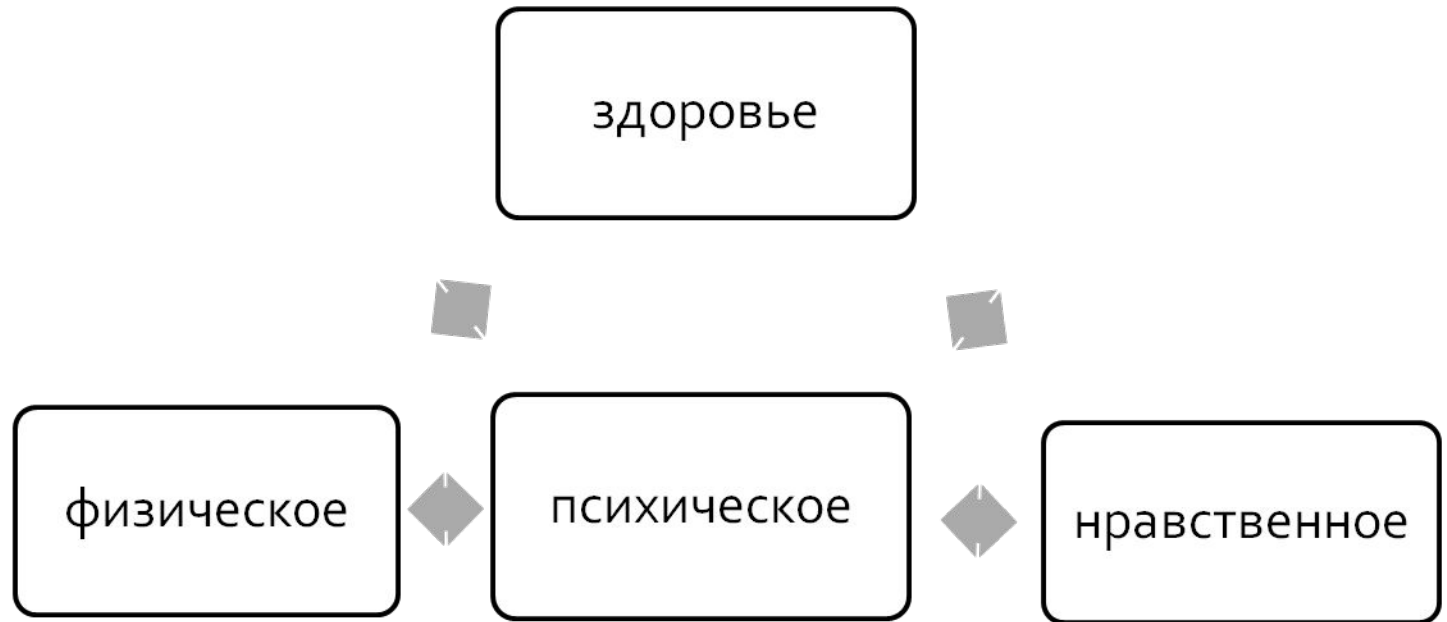 здоровье
физическое
психическое
нравственное